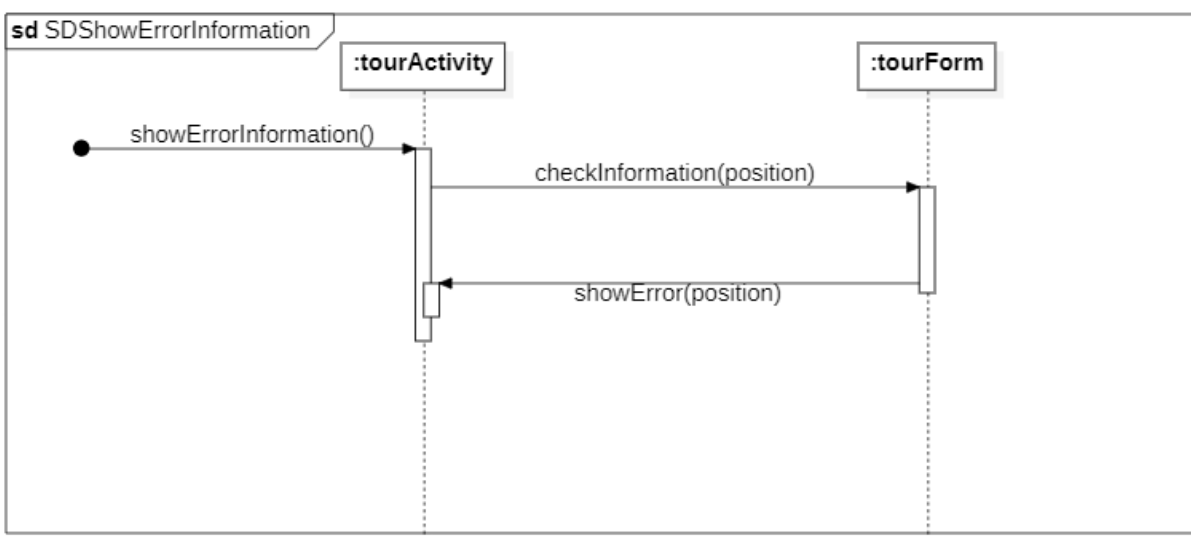 sd SDShowErrorInformation
:tourActivity
:tourForm
showErrorInformation()
checkInformation(position)
showError(position)